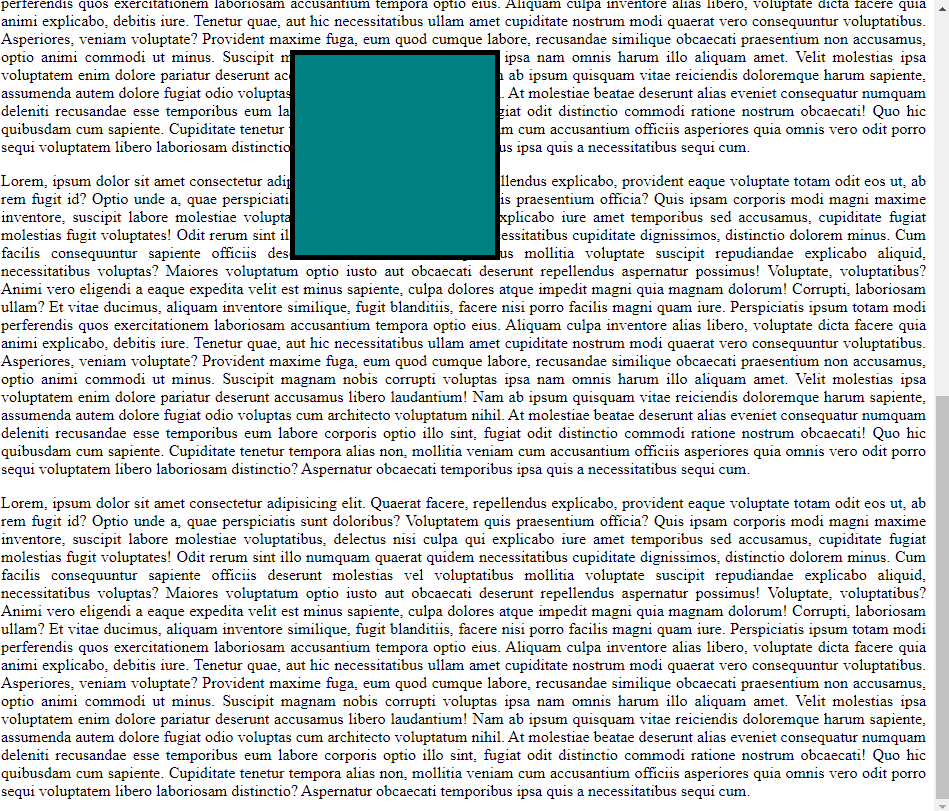 perferendis quos exercitationem laboriosam accusantium tempora optio eius. Aliquam culpa inventore alias libero, voluptate dicta facere quia
animi explicabo, debitis iure. Tenetur quae, aut hic necessitatibus ullam amet cupiditate nostrum modi quaerat vero consequuntur voluptatibus.
Asperiores, veniam voluptate? Provident maxime fuga, eum quod cumque labore, recusandae similique obcaecati praesentium non accusamus,
optio animi commodi ut minus. Suscipit ipsa nam omnis harum illo aliquam amet. Velit molestias ipsa
voluptatem enim dolore pariatur deserunt ab ipsum quisquam vitae reiciendis doloremque harum sapiente,
assumenda autem dolore fugiat odio voluptas At molestiae beatae deserunt alias eveniet consequatur numquam
deleniti recusandae esse temporibus eum odit distinctio commodi ratione nostrum obcaecati! Quo hic
quibusdam cum sapiente. Cupiditate tenetur cum accusantium officiis asperiores quia omnis vero odit porro
sequi voluptatem libero laboriosam distinctio ipsa quis a necessitatibus sequi cum.
Lorem, ipsum dolor sit amet consectetur explicabo, provident eaque voluptate totam odit eos ut, ab
rem fugit id? Optio unde a, quae praesentium officia? Quis ipsam corporis modi magni maxime
inventore, suscipit labore molestiae iure amet temporibus sed accusamus, cupiditate fugiat
molestias fugit voluptates! Odit rerum sint cupiditate dignissimos, distinctio dolorem minus. Cum
facilis consequuntur sapiente officiis mollitia voluptate suscipit repudiandae explicabo aliquid,
necessitatibus voluptas? Maiores voluptatum optio iusto aut obcaecati deserunt repellendus aspernatur possimus! Voluptate, voluptatibus?
Animi vero eligendi a eaque expedita velit est minus sapiente, culpa dolores atque impedit magni quia magnam dolorum! Corrupti, laboriosam
ullam? Et vitae ducimus, aliquam inventore similique, fugit blanditiis, facere nisi porro facilis magni quam iure. Perspiciatis ipsum totam modi
perferendis quos exercitationem laboriosam accusantium tempora optio eius. Aliquam culpa inventore alias libero, voluptate dicta facere quia
animi explicabo, debitis iure. Tenetur quae, aut hic necessitatibus ullam amet cupiditate nostrum modi quaerat vero consequuntur voluptatibus.
Asperiores, veniam voluptate? Provident maxime fuga, eum quod cumque labore, recusandae similique obcaecati praesentium non accusamus,
optio animi commodi ut minus. Suscipit magnam nobis corrupti voluptas ipsa nam omnis harum illo aliquam amet. Velit molestias ipsa
voluptatem enim dolore pariatur deserunt accusamus libero laudantium! Nam ab ipsum quisquam vitae reiciendis doloremque harum sapiente,
assumenda autem dolore fugiat odio voluptas cum architecto voluptatum nihil. At molestiae beatae deserunt alias eveniet consequatur numquam
deleniti recusandae esse temporibus eum labore corporis optio illo sint, fugiat odit distinctio commodi ratione nostrum obcaecati! Quo hic
quibusdam cum sapiente. Cupiditate tenetur tempora alias non, mollitia veniam cum accusantium officiis asperiores quia omnis vero odit porro
sequi voluptatem libero laboriosam distinctio? Aspernatur obcaecati temporibus ipsa quis a necessitatibus sequi cum.
Lorem, ipsum dolor sit amet consectetur adipisicing elit. Quaerat facere, repellendus explicabo, provident eaque voluptate totam odit eos ut, ab
rem fugit id? Optio unde a, quae perspiciatis sunt doloribus? Voluptatem quis praesentium officia? Quis ipsam corporis modi magni maxime
inventore, suscipit labore molestiae voluptatibus, delectus nisi culpa qui explicabo iure amet temporibus sed accusamus, cupiditate fugiat
molestias fugit voluptates! Odit rerum sint illo numquam quaerat quidem necessitatibus cupiditate dignissimos, distinctio dolorem minus. Cum
facilis consequuntur sapiente officiis deserunt molestias vel voluptatibus mollitia voluptate suscipit repudiandae explicabo aliquid,
necessitatibus voluptas? Maiores voluptatum optio iusto aut obcaecati deserunt repellendus aspernatur possimus! Voluptate, voluptatibus?
Animi vero eligendi a eaque expedita velit est minus sapiente, culpa dolores atque impedit magni quia magnam dolorum! Corrupti, laboriosam
ullam? Et vitae ducimus, aliquam inventore similique, fugit blanditiis, facere nisi porro facilis magni quam iure. Perspiciatis ipsum totam modi
perferendis quos exercitationem laboriosam accusantium tempora optio eius. Aliquam culpa inventore alias libero, voluptate dicta facere quia
animi explicabo, debitis iure. Tenetur quae, aut hic necessitatibus ullam amet cupiditate nostrum modi quaerat vero consequuntur voluptatibus.
Asperiores, veniam voluptate? Provident maxime fuga, eum quod cumque labore, recusandae similique obcaecati praesentium non accusamus,
optio animi commodi ut minus. Suscipit magnam nobis corrupti voluptas ipsa nam omnis harum illo aliquam amet. Velit molestias ipsa
voluptatem enim dolore pariatur deserunt accusamus libero laudantium! Nam ab ipsum quisquam vitae reiciendis doloremque harum sapiente,
assumenda autem dolore fugiat odio voluptas cum architecto voluptatum nihil. At molestiae beatae deserunt alias eveniet consequatur numquam
deleniti recusandae esse temporibus eum labore corporis optio illo sint, fugiat odit distinctio commodi ratione nostrum obcaecati! Quo hic
quibusdam cum sapiente. Cupiditate tenetur tempora alias non, mollitia veniam cum accusantium officiis asperiores quia omnis vero odit porro
sequi voluptatem libero laboriosam distinctio? Aspernatur obcaecati temporibus ipsa quis a necessitatibus sequi cum.